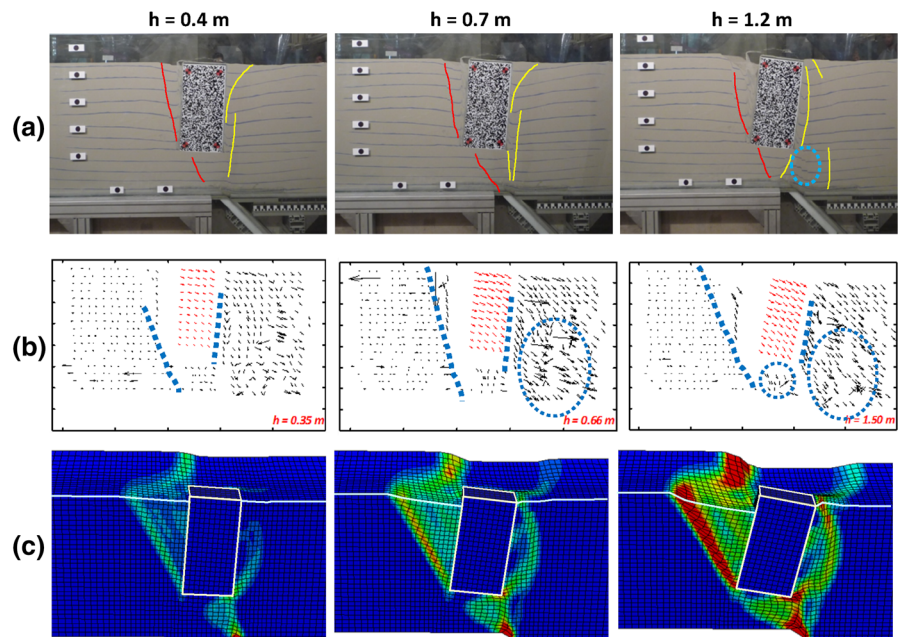 h = 0.4 m
h = 0.7 m
h = 1.2 m
(a)
(b)
h = 0.35 m
h = 0.66 m
h = 1.50 m
(c)